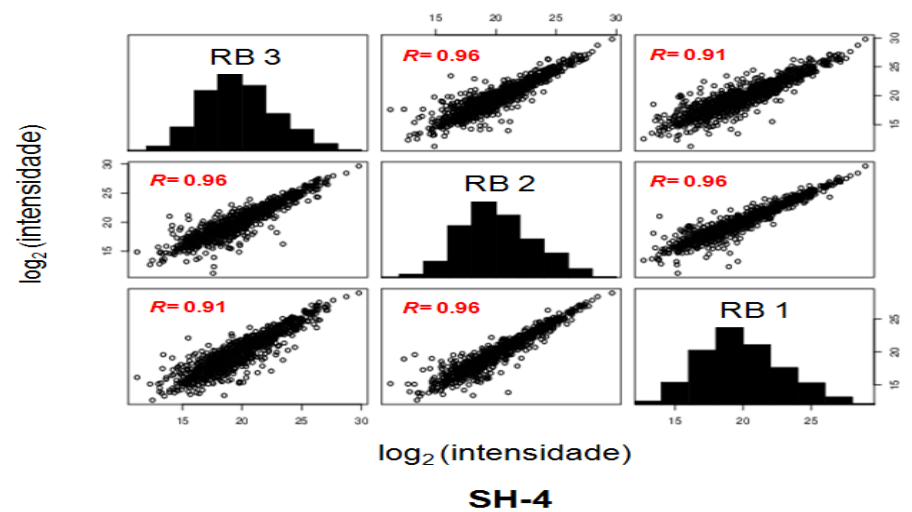 15 20 25 30
RB 3
R= 0.96
R= 0.91
15 20 25 30
log2 (intensidade)
15 20 25 30
R= 0.96
RB 2
R= 0.96
R= 0.91
R= 0.96
RB 1
15 20 25
15 20 25 30
15 20 25
log2 (intensidade)
SH-4